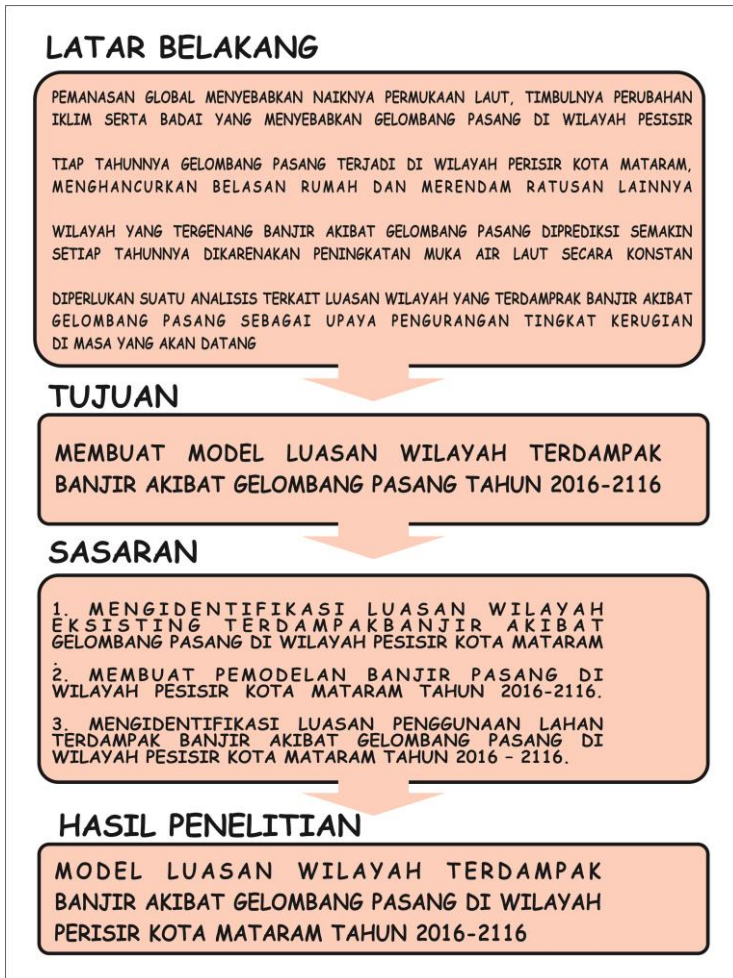 LATAR BELAKANG
PEMANASAN GLOBAL MENYEBABKAN NAIKNYA PERMUKAAN LAUT, TIMBULNYA PERUBAHAN
IKLIM SERTA BADAI YANG MENYEBABKAN GELOMBANG PASANG DI WILAYAH PESISIR
TIAP TAHUNNYA GELOMBANG PASANG TERJADI DI WILAYAH PERISIR KOTA MATARAM,
MENGHANCURKAN BELASAN RUMAH DAN MERENDAM RATUSAN LAINNYA
WILAYAH YANG TERGENANG BANJIR AKIBAT GELOMBANG PASANG DIPREDIKSI SEMAKIN
SETIAP TAHUNNYA DIKARENAKAN PENINGKATAN MUKA AIR LAUT SECARA KONSTAN
DIPERLUKAN SUATU ANALISIS TERKAIT LUASAN WILAYAH YANG TERDAMPRAK BANJIR AKIBAT
GELOMBANG PASANG SEBAGAI UPAYA PENGURANGAN TINGKAT KERUGIAN
DI MASA YANG AKAN DATANG
TUJUAN
MEMBUAT MODEL LUASAN WILAYAH TERDAMPAK
BANJIR AKIBAT GELOMBANG PASANG TAHUN 2016-2116
SASARAN
1. MENGIDENTIFIKASI LUASAN WILAYAH
EKSISTING TERDAMPAKBANJIR AKIBAT
GELOMBANG PASANG DI WILAYAH PESISIR KOTA MATARAM
.
2. MEMBUAT PEMODELAN BANJIR PASANG DI
WILAYAH PESISIR KOTA MATARAM TAHUN 2016-2116.
3. MENGIDENTIFIKASI LUASAN PENGGUNAAN LAHAN
TERDAMPAK BANJIR AKIBAT GELOMBANG PASANG DI
WILAYAH PESISIR KOTA MATARAM TAHUN 2016 – 2116.
HASIL PENELITIAN
MODEL LUASAN WILAYAH TERDAMPAK
BANJIR AKIBAT GELOMBANG PASANG DI WILAYAH
PERISIR KOTA MATARAM TAHUN 2016-2116